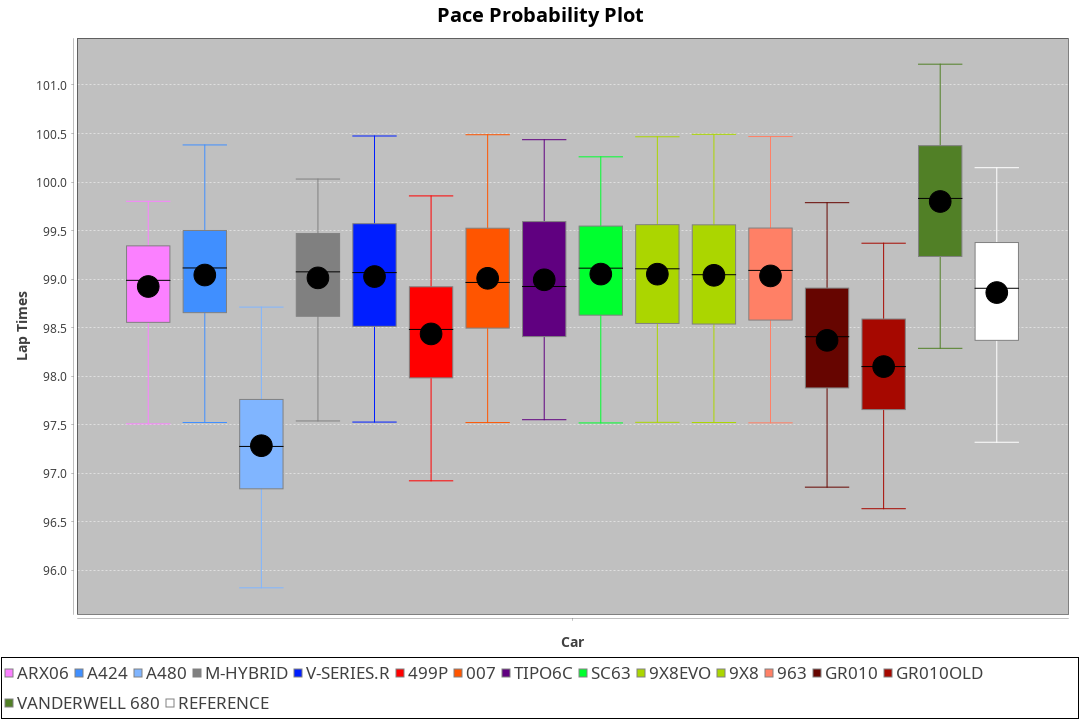 Pace Probability Plot
101.0
100.5
100.0
99.5
99.0
98.5
98.0
97.5
97.0
96.5
96.0
Lap Times
Car
ARX06 A424 A480 M-HYBRID V-SERIES.R 499P 007 TIPO6C SC63 9X8EVO 9X8 963 GR010 GR010OLD
VANDERWELL 680 REFERENCE